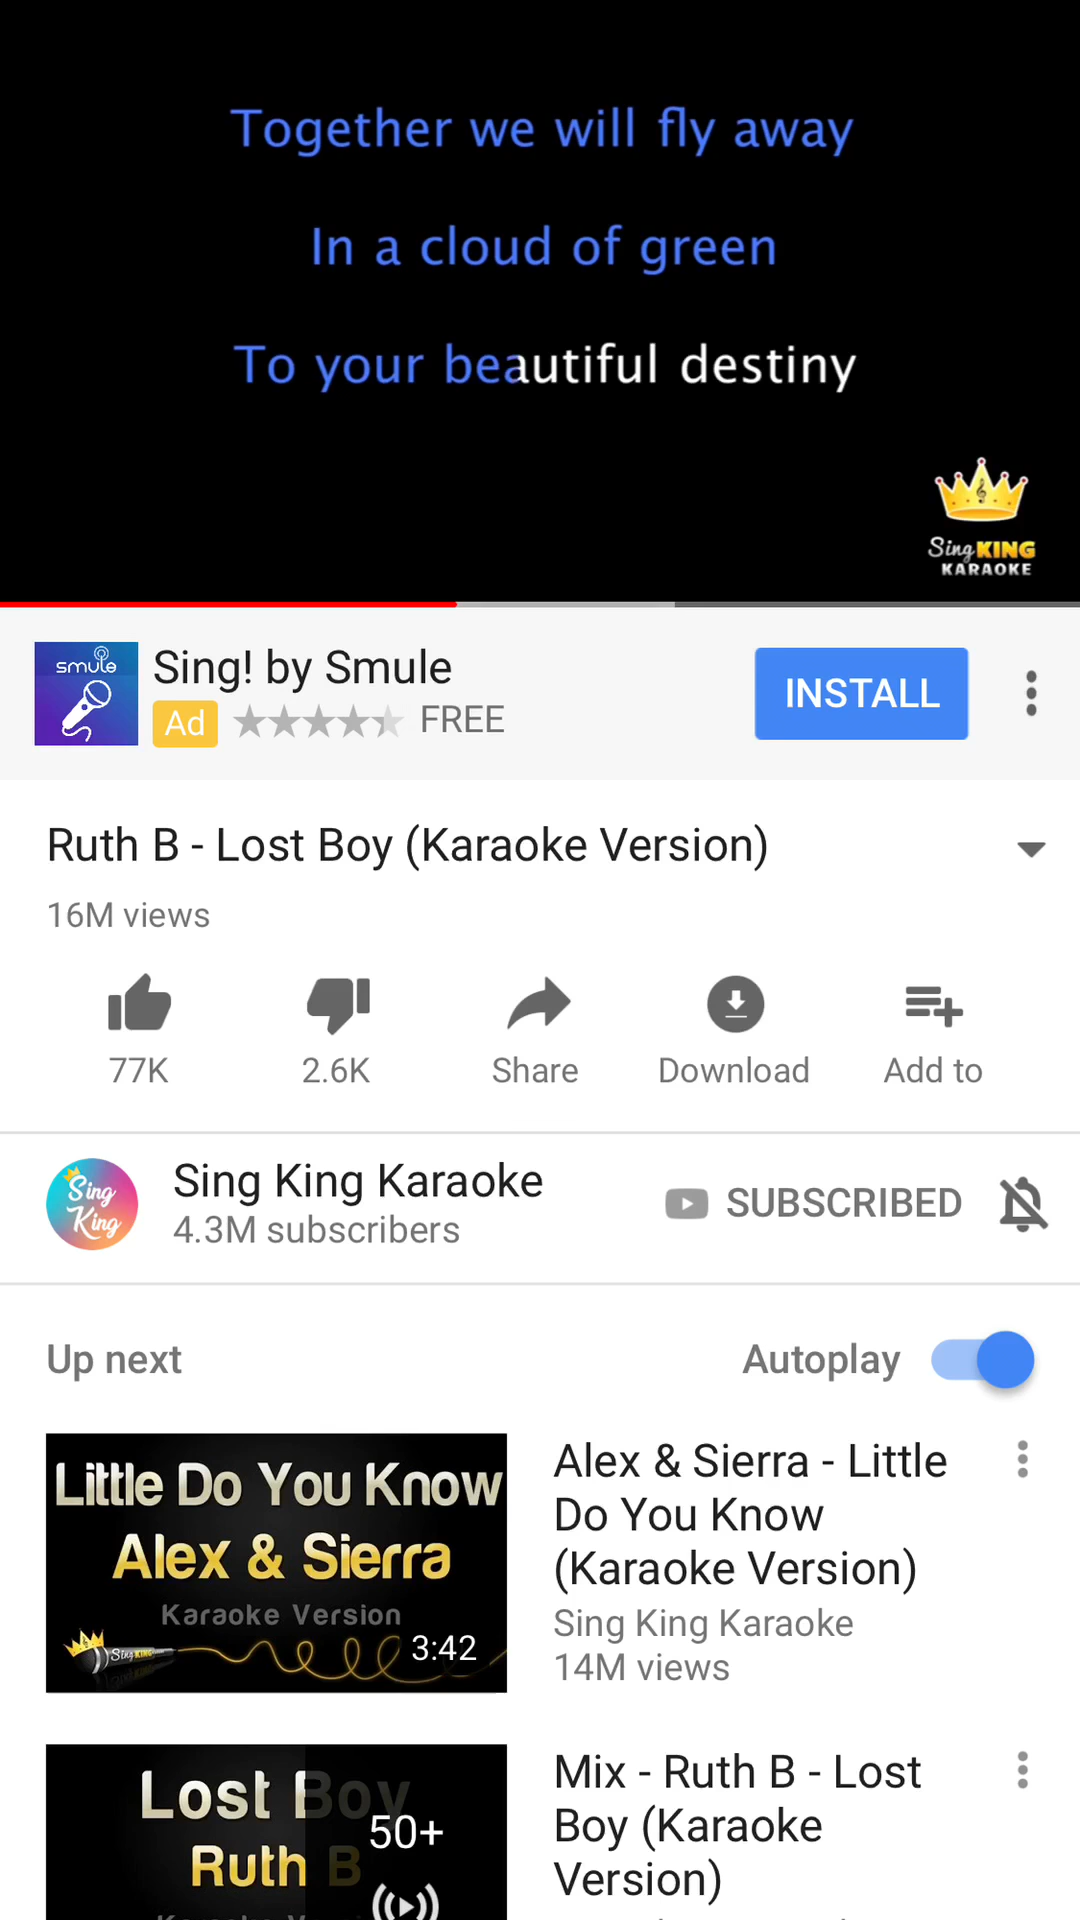 Together we will fly away
In a cloud of green
To your beautiful destiny
Sing KING
KARAOKE
smule
Sing! by Smule
Ad FREE
INSTALL
Ruth B - Lost Boy (Karaoke Version)
16M views
77K 2.6K Share Download Add to
Sing King
Sing King Karaoke
4.3M subscribers
SUBSCRIBED
Up next Autoplay
Little Do You Know
Alex & Sierra
Karaoke Version
Sing KING
3:42
Alex & Sierra - Little
Do You Know
(Karaoke Version)
Sing King Karaoke
14M views
Lost Boy
Ruth B
50+
Mix - Ruth B - Lost
Boy (Karaoke
Version)